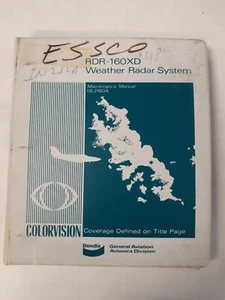 ESSCO
RDR-160XD
Weather Radar System
Maintenance Manual
COLORVISION
Coverage Defined on Title Page
Bendix
General Aviation
Avionics Division